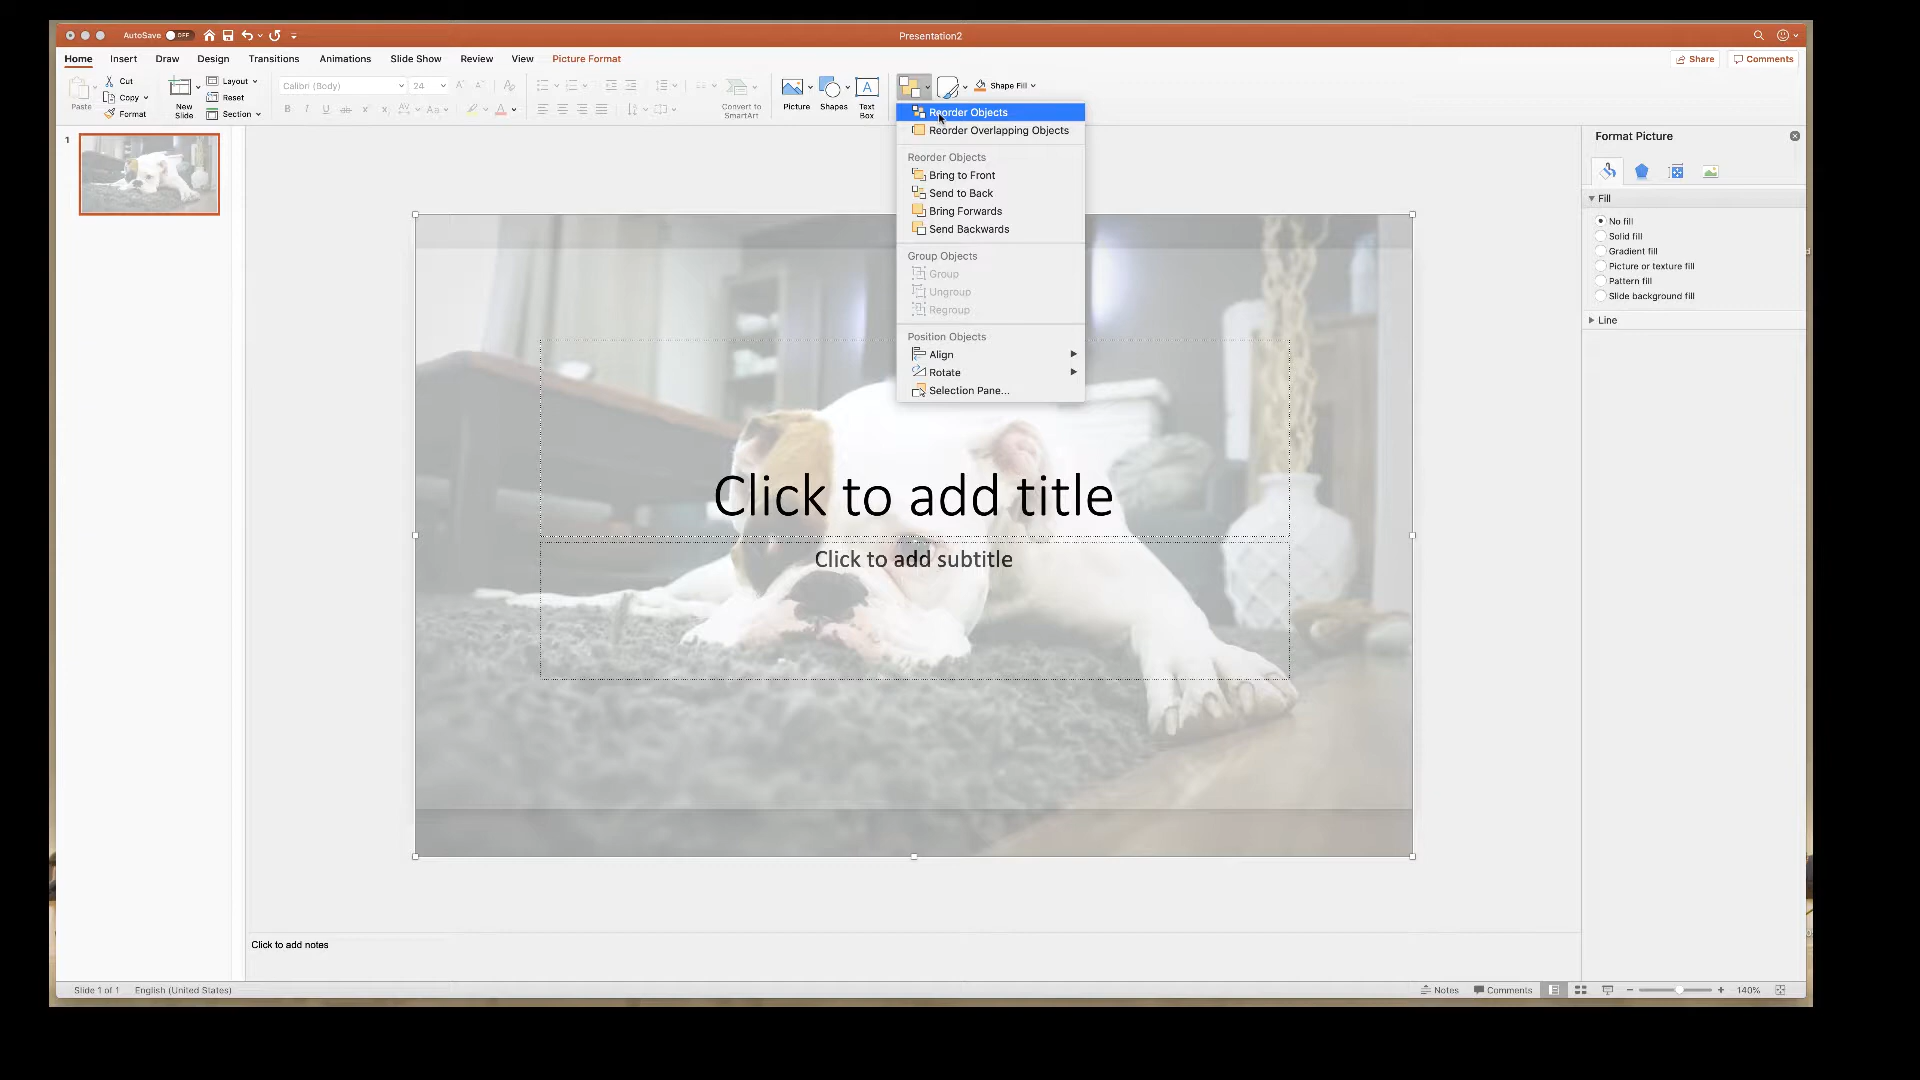 AutoSave OFF
Presentation2
Home Insert Draw Design Transitions Animations Slide Show Review View Picture Format
Share Comments
Paste
Cut
Copy
Format
New Slide
Layout
Reset
Section
Calibri (Body) 24
B I U ab
Convert to SmartArt
Picture
Shapes
Text Box
Shape Fill
Reorder Objects
Reorder Overlapping Objects
Reorder Objects
Bring to Front
Send to Back
Bring Forwards
Send Backwards
Group Objects
Group
Ungroup
Regroup
Position Objects
Align
Rotate
Selection Pane...
1
Click to add title
Click to add subtitle
Format Picture
Fill
No fill
Solid fill
Gradient fill
Picture or texture fill
Pattern fill
Slide background fill
Line
Click to add notes
Slide 1 of 1 English (United States)
Notes Comments 140%